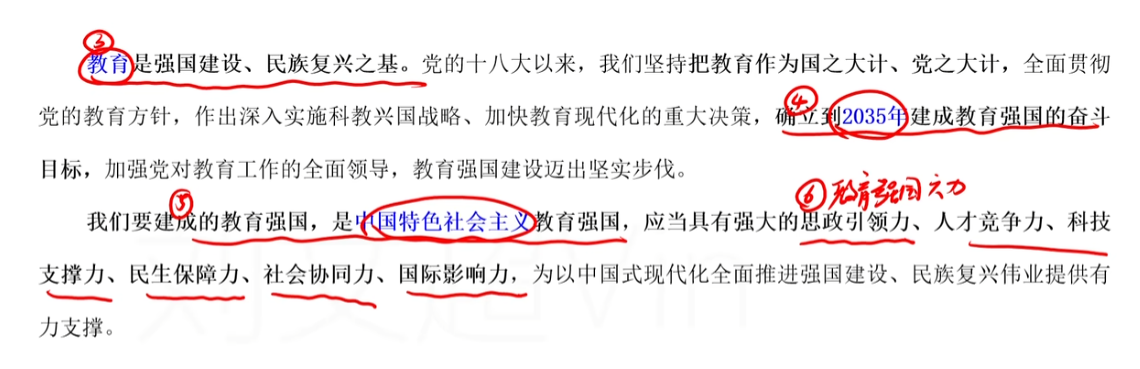 ③
教育是强国建设、民族复兴之基。党的十八大以来，我们坚持把教育作为国之大计、党之大计，全面贯彻
④
党的教育方针，作出深入实施科教兴国战略、加快教育现代化的重大决策，确立到2035年建成教育强国的奋斗
目标，加强党对教育工作的全面领导，教育强国建设迈出坚实步伐。
⑤
⑥教育强国六力
我们要建成的教育强国，是中国特色社会主义教育强国，应当具有强大的思政引领力、人才竞争力、科技
支撑力、民生保障力、社会协同力、国际影响力，为以中国式现代化全面推进强国建设、民族复兴伟业提供有
力支撑。